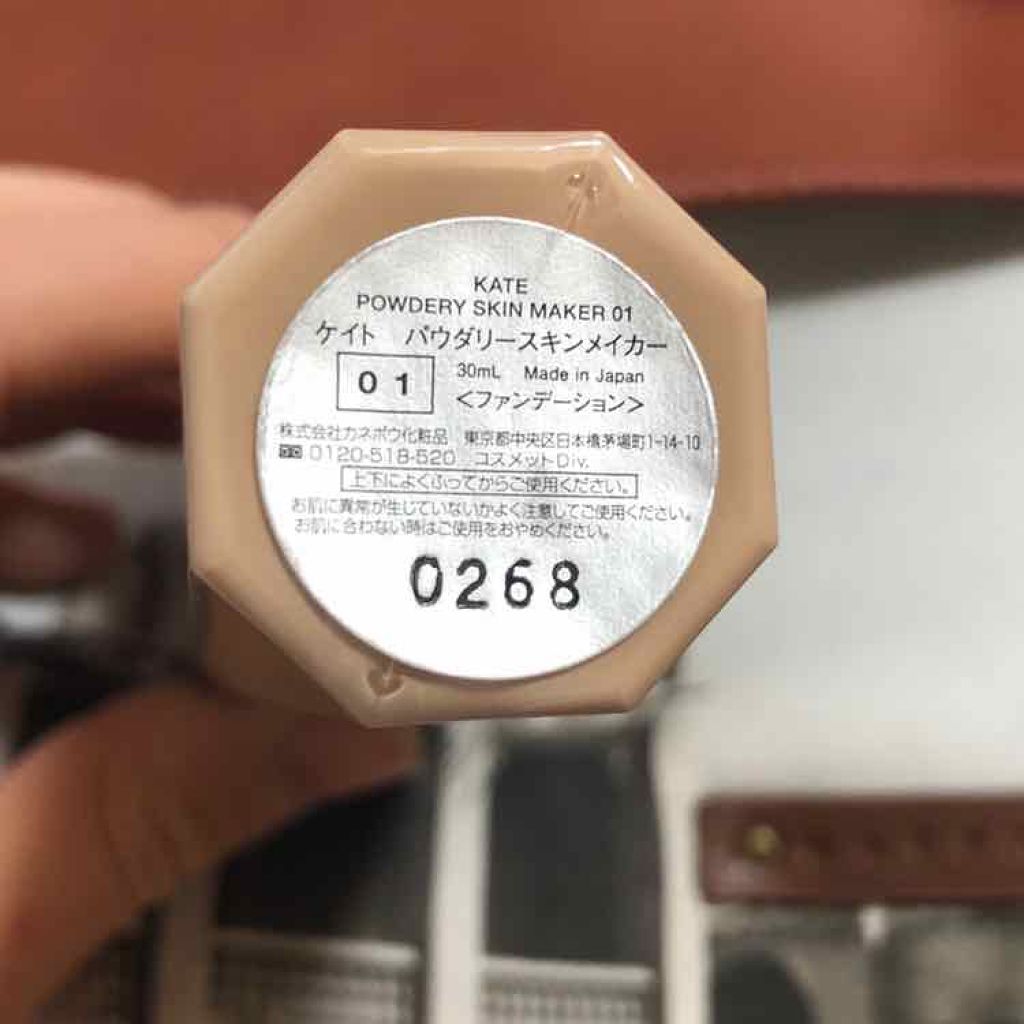 KATE
POWDERY SKIN MAKER 01
ケイト　パウダリースキンメイカー
01　30mL　Made in Japan
<ファンデーション>
株式会社カネボウ化粧品　東京都中央区日本橋茅場町1-14-10
0120-518-520　コスメットDiv.
上下によくふってからご使用ください。
お肌に異常が生じていないかよく注意してご使用ください。
お肌に合わない時はご使用をおやめください。
0268